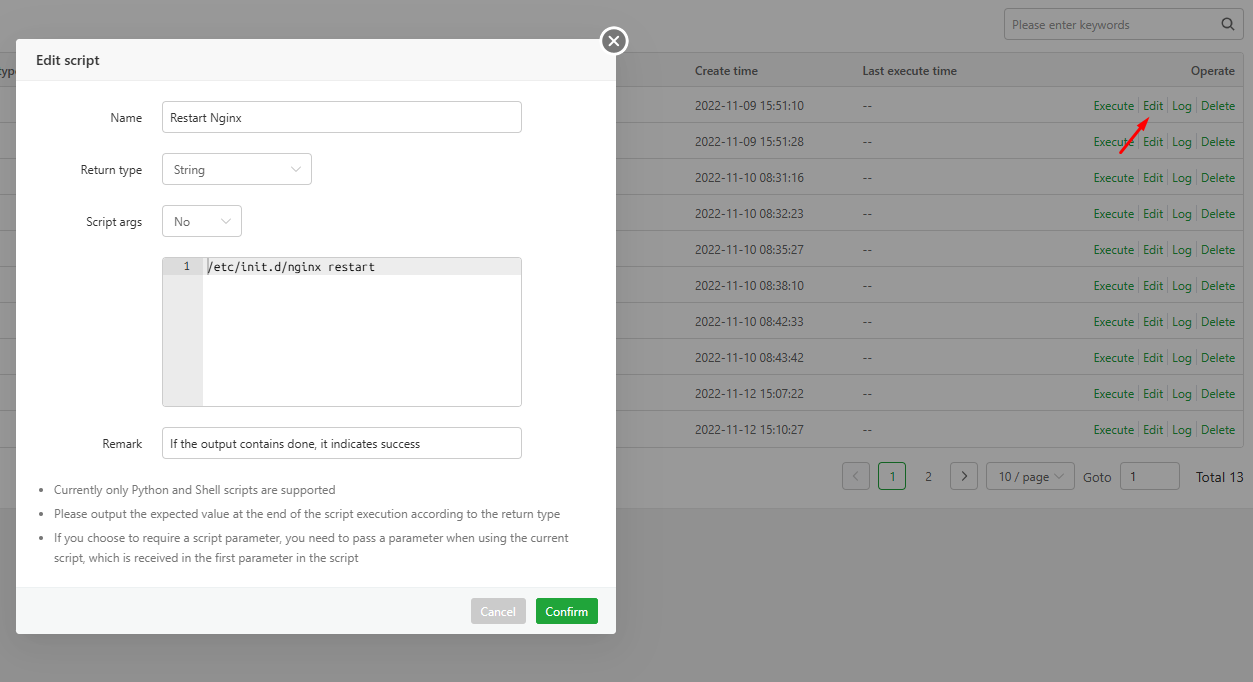 Please enter keywords
Edit script
type
Create time
Last execute time
Operate
Name
Restart Nginx
2022-11-09 15:51:10 -- Execute Edit Log Delete
2022-11-09 15:51:28 -- Execute Edit Log Delete
Return type
String
2022-11-10 08:31:16 -- Execute Edit Log Delete
Script args
No
2022-11-10 08:32:23 -- Execute Edit Log Delete
2022-11-10 08:35:27 -- Execute Edit Log Delete
1 /etc/init.d/nginx restart
2022-11-10 08:38:10 -- Execute Edit Log Delete
2022-11-10 08:42:33 -- Execute Edit Log Delete
2022-11-10 08:43:42 -- Execute Edit Log Delete
2022-11-12 15:07:22 -- Execute Edit Log Delete
2022-11-12 15:10:27 -- Execute Edit Log Delete
Remark
If the output contains done, it indicates success
1 2 10 / page Goto 1 Total 13
• Currently only Python and Shell scripts are supported
• Please output the expected value at the end of the script execution according to the return type
• If you choose to require a script parameter, you need to pass a parameter when using the current
script, which is received in the first parameter in the script
Cancel
Confirm